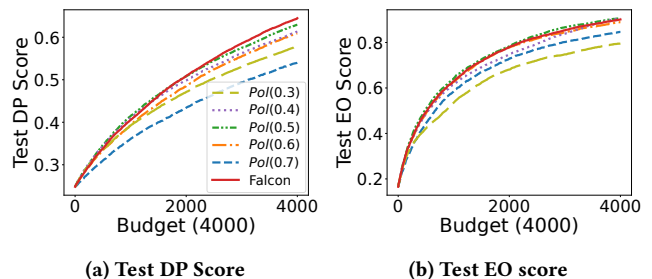 Test DP Score
0.6
0.5
0.4
0.3
Pol(0.3)
Pol(0.4)
Pol(0.5)
Pol(0.6)
Pol(0.7)
Falcon
0 2000 4000
Budget (4000)
(a) Test DP Score
Test EO Score
0.8
0.6
0.4
0.2
0 2000 4000
Budget (4000)
(b) Test EO score